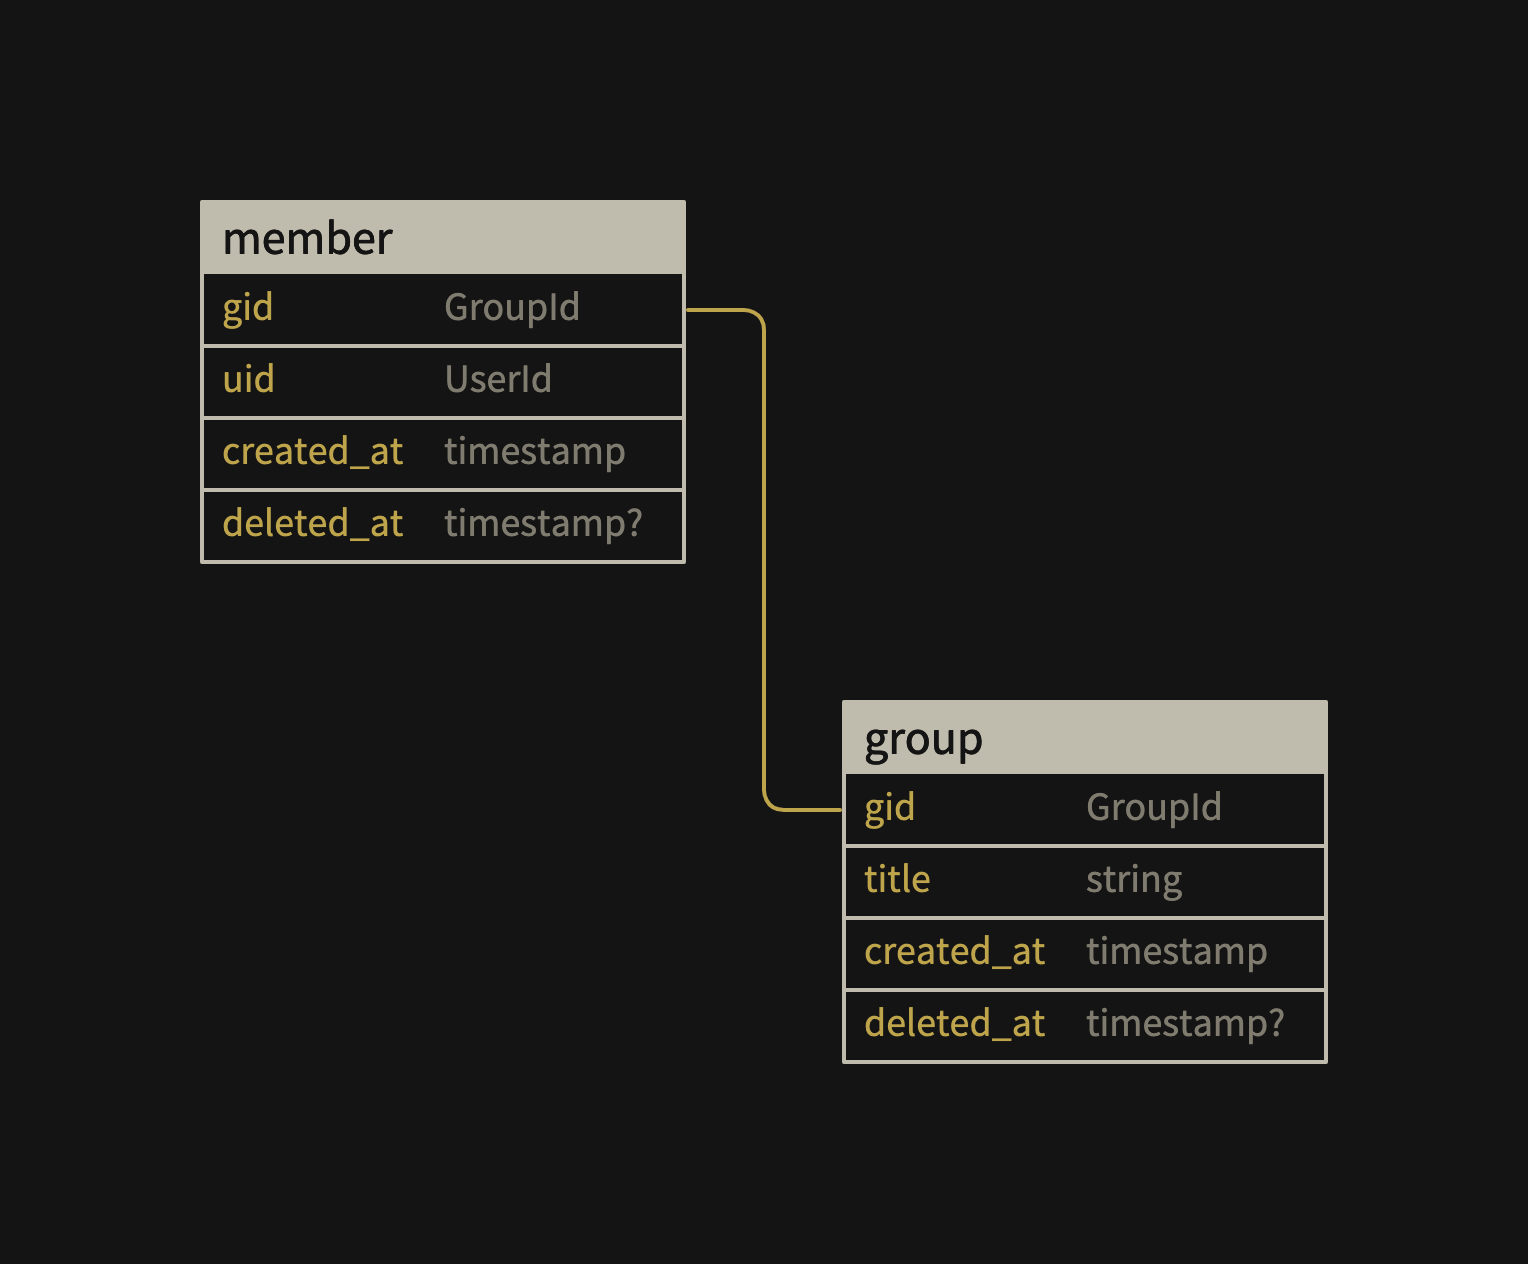 member
gid GroupId
uid UserId
created_at timestamp
deleted_at timestamp?
group
gid GroupId
title string
created_at timestamp
deleted_at timestamp?